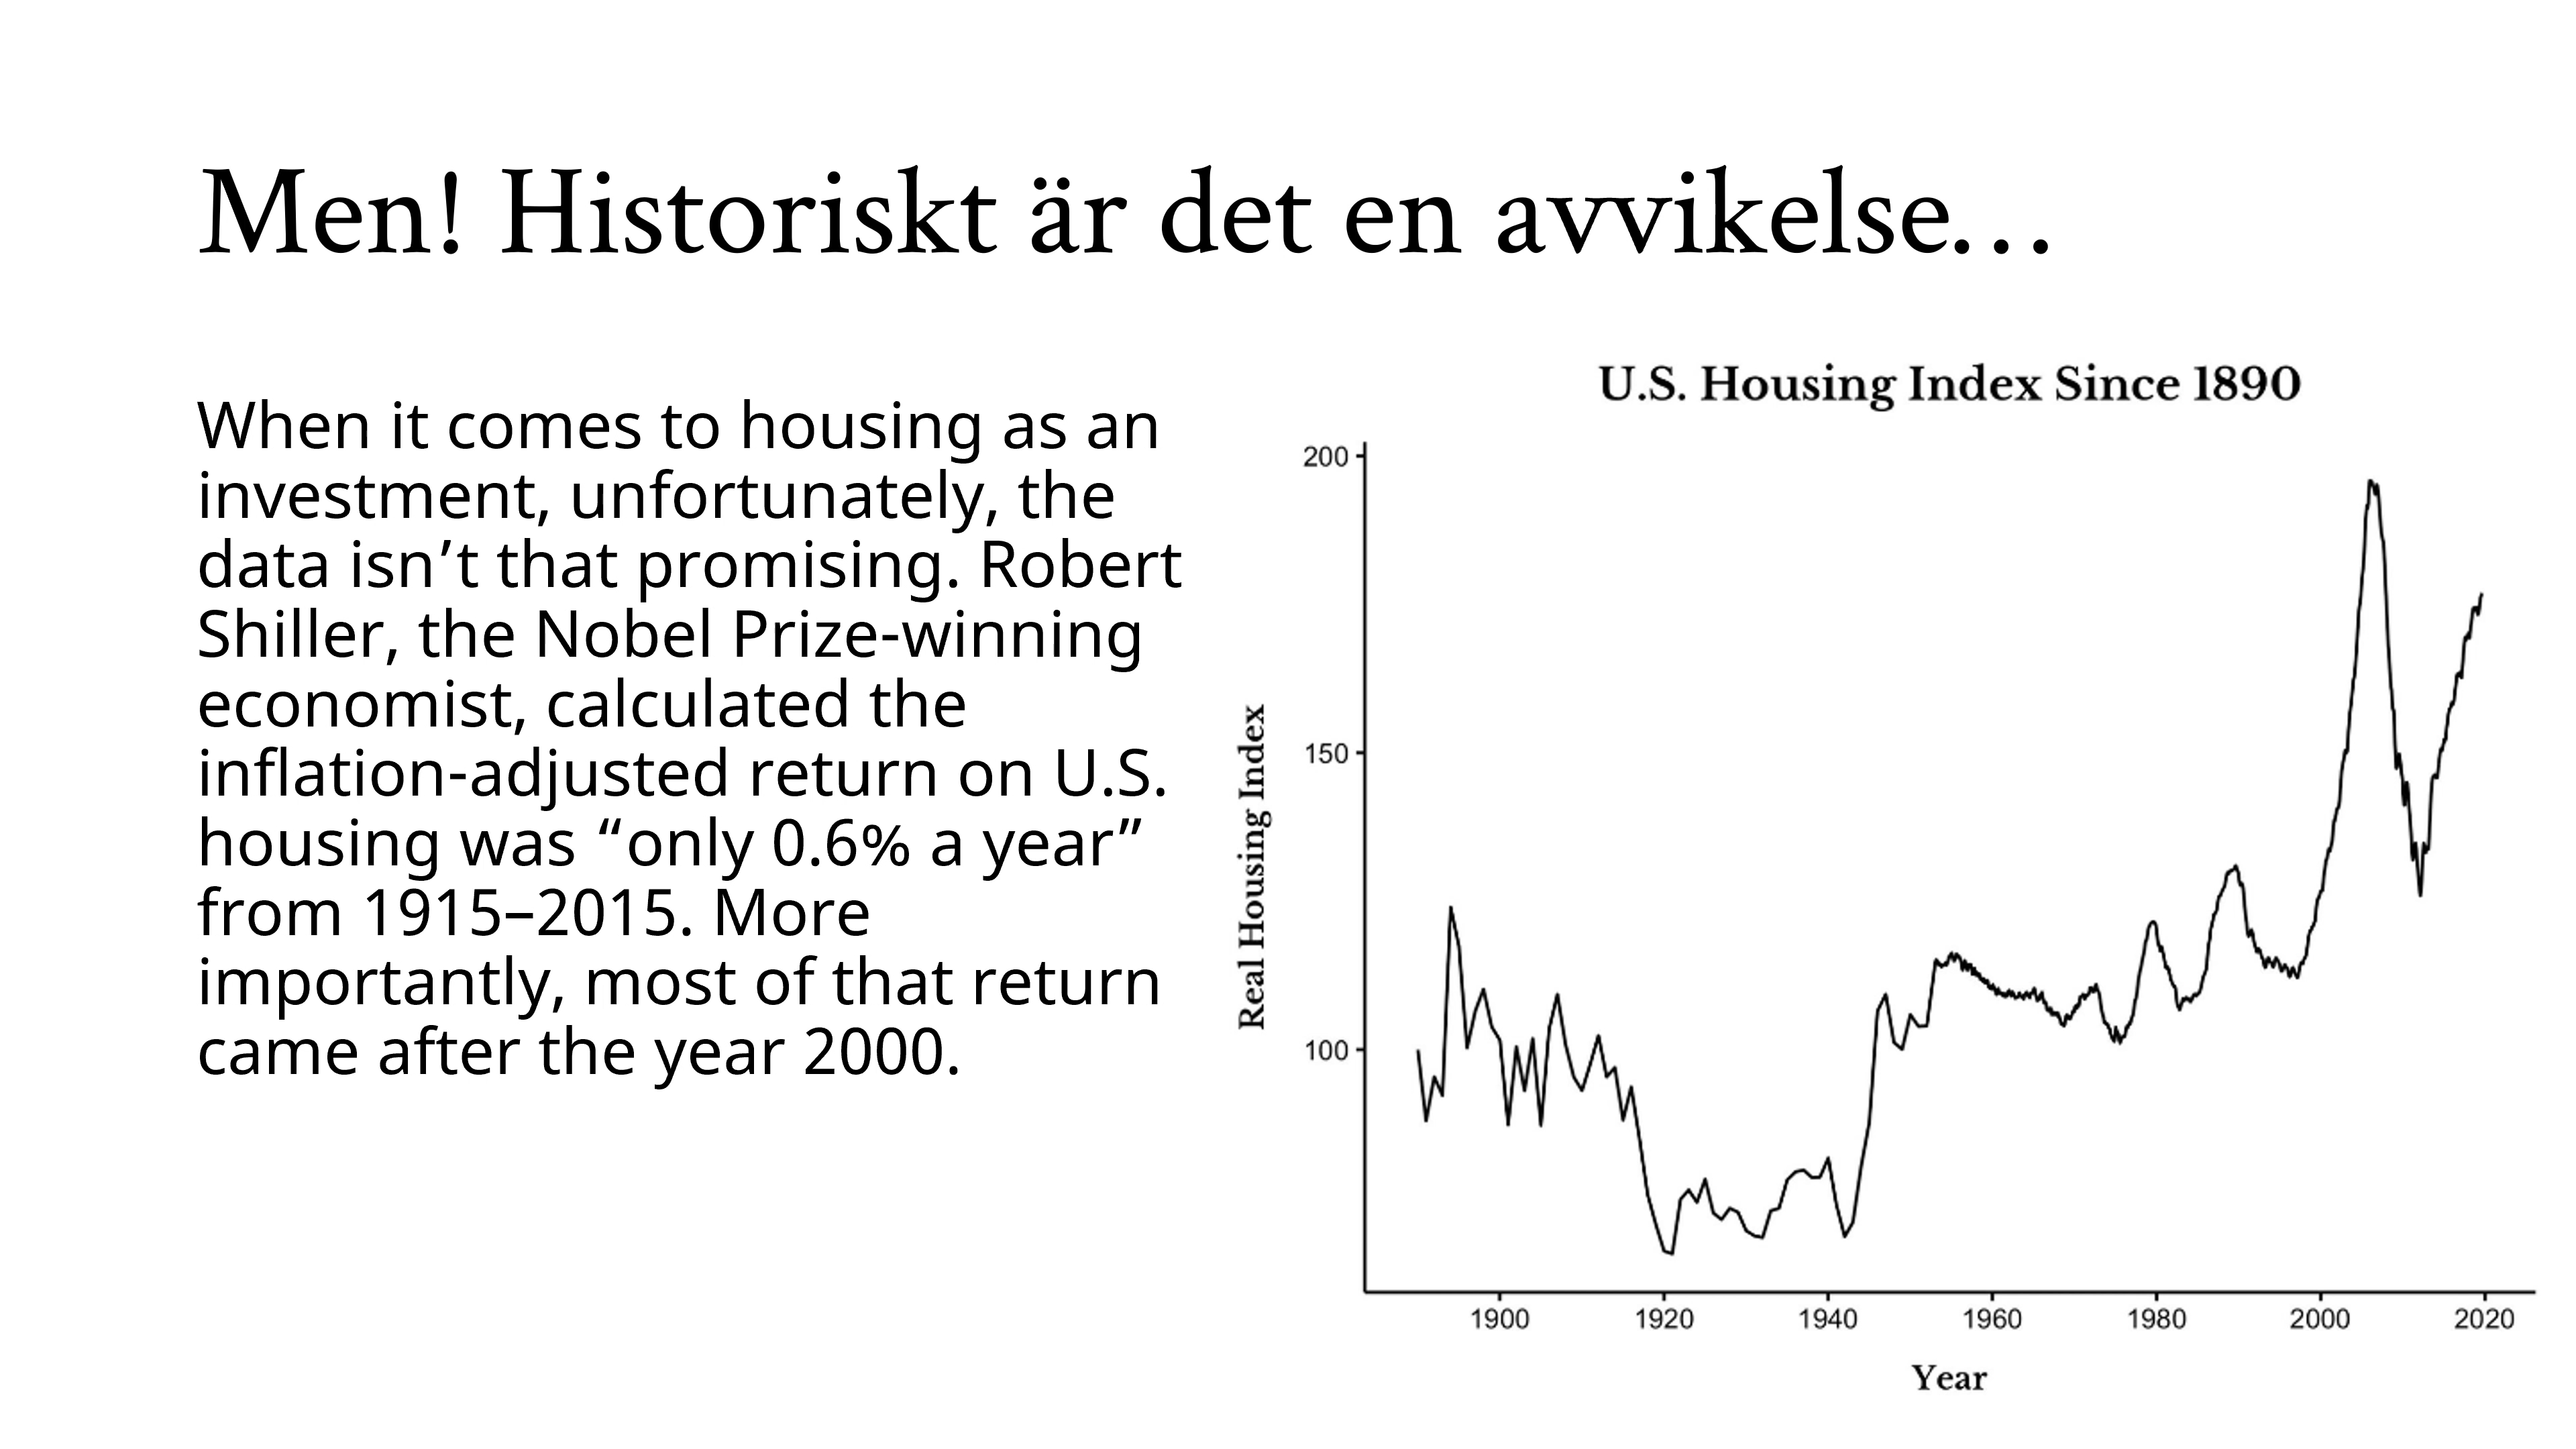 Men! Historiskt är det en avvikelse…
When it comes to housing as an
investment, unfortunately, the
data isn’t that promising. Robert
Shiller, the Nobel Prize-winning
economist, calculated the
inflation-adjusted return on U.S.
housing was “only 0.6% a year”
from 1915–2015. More
importantly, most of that return
came after the year 2000.
U.S. Housing Index Since 1890
Real Housing Index
200
150
100
1900 1920 1940 1960 1980 2000 2020
Year